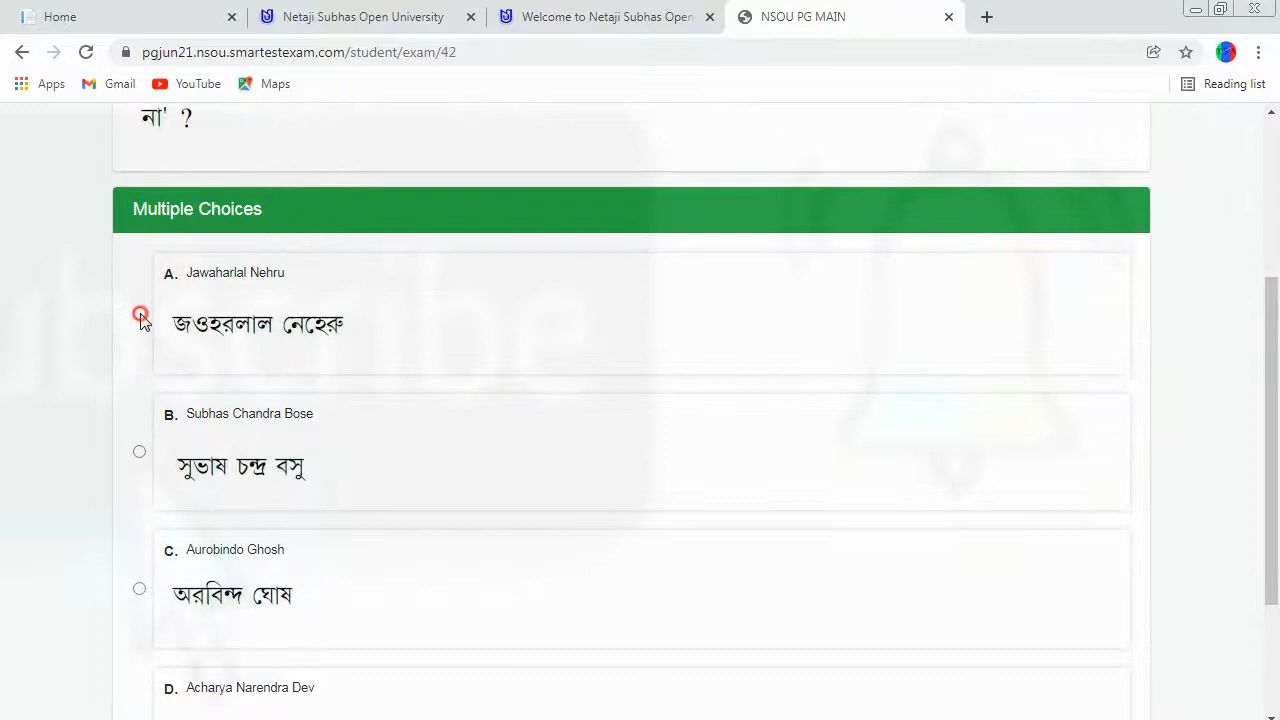 Home
Netaji Subhas Open University
Welcome to Netaji Subhas Open
NSOU PG MAIN
pgjun21.nsou.smartestexam.com/student/exam/42
Apps
Gmail
YouTube
Maps
Reading list
না' ?
Multiple Choices
A. Jawaharlal Nehru
জওহরলাল নেহেরু
B. Subhas Chandra Bose
সুভাষ চন্দ্র বসু
C. Aurobindo Ghosh
অরবিন্দ ঘোষ
D. Acharya Narendra Dev
ubscribe